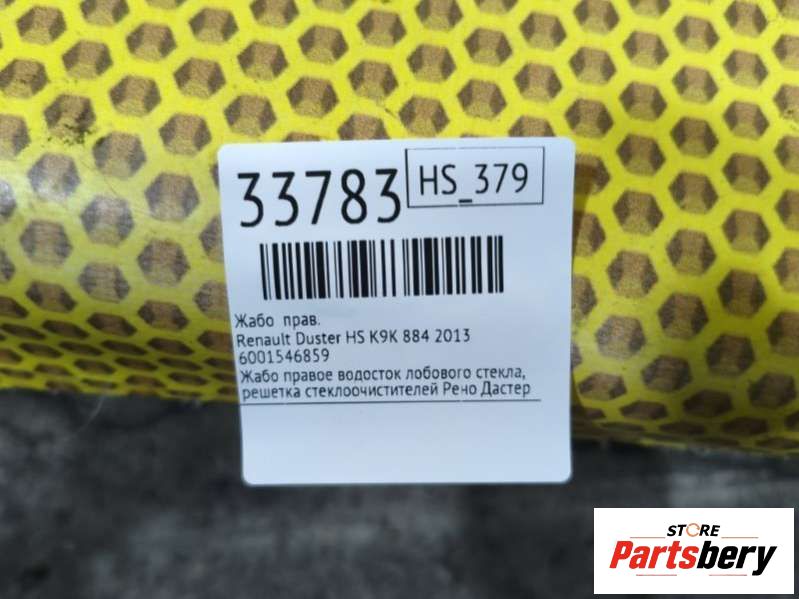 33783
HS_379
Жабо прав.
Renault Duster HS K9K 884 2013
6001546859
Жабо правое водосток лобового стекла,
решетка стеклоочистителей Рено Дастер
STORE
Partsbery